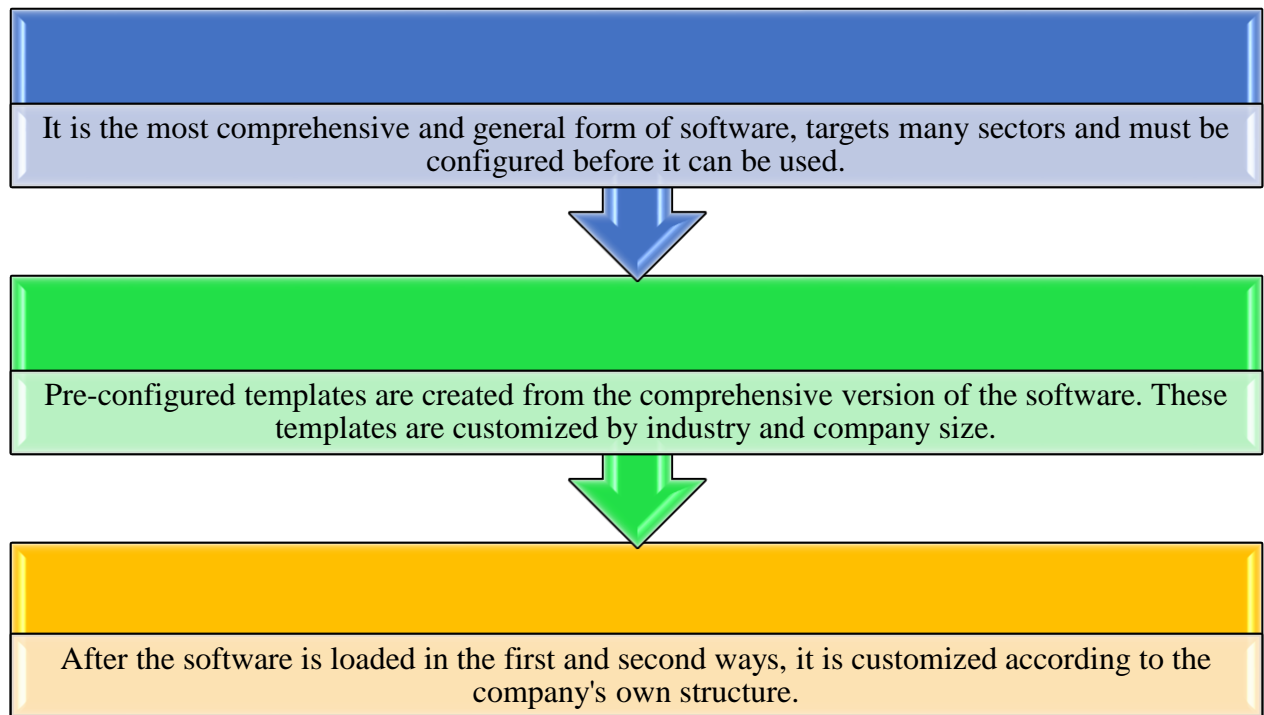 It is the most comprehensive and general form of software, targets many sectors and must be
configured before it can be used.
Pre-configured templates are created from the comprehensive version of the software. These
templates are customized by industry and company size.
After the software is loaded in the first and second ways, it is customized according to the
company's own structure.